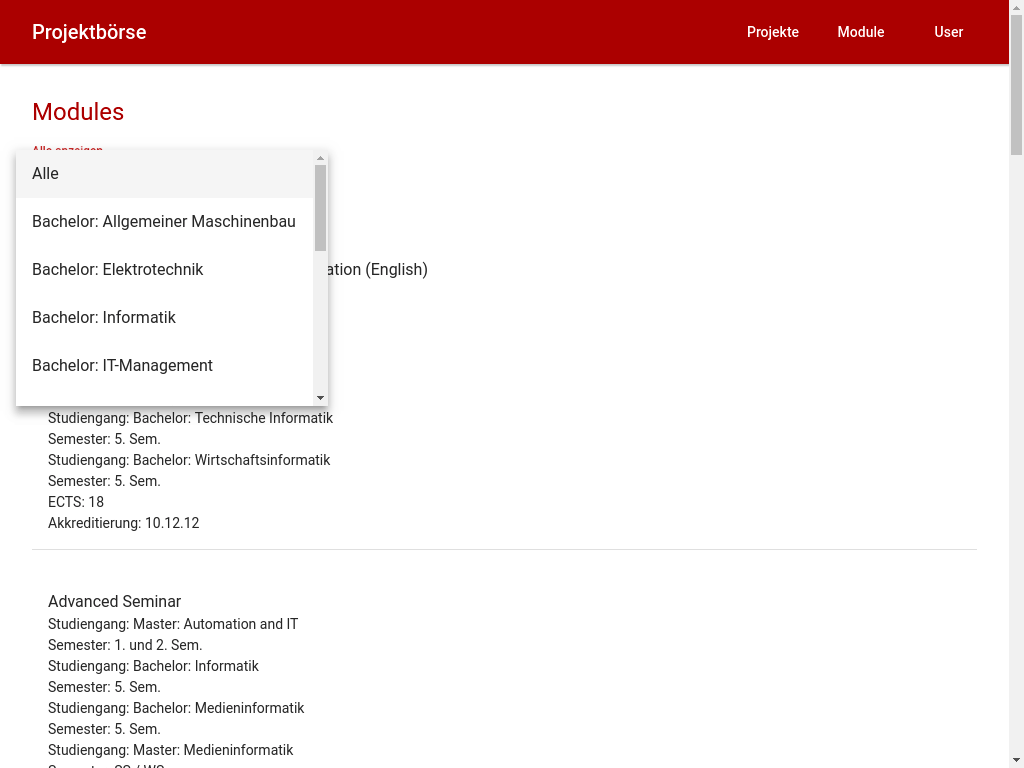 Projektbörse
Projekte
Module
User
Modules
Alle anzeigen
Alle
Bachelor: Allgemeiner Maschinenbau
Bachelor: Elektrotechnik
(English)
Bachelor: Informatik
Bachelor: IT-Management
Studiengang: Bachelor: Technische Informatik
Semester: 5. Sem.
Studiengang: Bachelor: Wirtschaftsinformatik
Semester: 5. Sem.
ECTS: 18
Akkreditierung: 10.12.12
Advanced Seminar
Studiengang: Master: Automation and IT
Semester: 1. und 2. Sem.
Studiengang: Bachelor: Informatik
Semester: 5. Sem.
Studiengang: Bachelor: Medieninformatik
Semester: 5. Sem.
Studiengang: Master: Medieninformatik